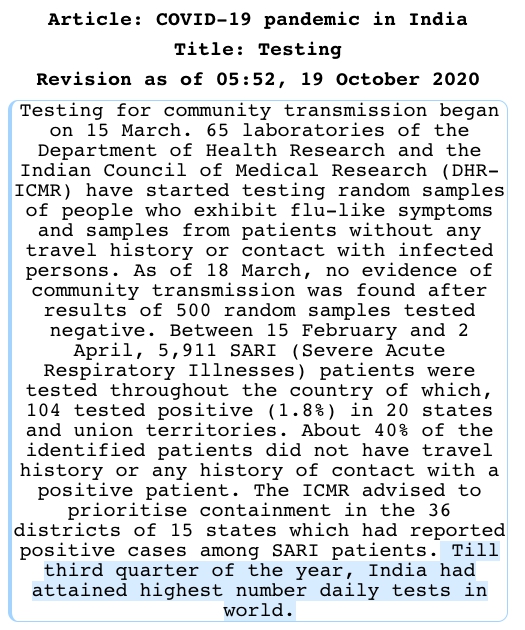 Article: COVID-19 pandemic in India
Title: Testing
Revision as of 05:52, 19 October 2020
Testing for community transmission began
on 15 March. 65 laboratories of the
Department of Health Research and the
Indian Council of Medical Research (DHR-
ICMR) have started testing random samples
of people who exhibit flu-like symptoms
and samples from patients without any
travel history or contact with infected
persons. As of 18 March, no evidence of
community transmission was found after
results of 500 random samples tested
negative. Between 15 February and 2
April, 5,911 SARI (Severe Acute
Respiratory Illnesses) patients were
tested throughout the country of which,
104 tested positive (1.8%) in 20 states
and union territories. About 40% of the
identified patients did not have travel
history or any history of contact with a
positive patient. The ICMR advised to
prioritise containment in the 36
districts of 15 states which had reported
positive cases among SARI patients. Till
third quarter of the year, India had
attained highest number daily tests in
world.